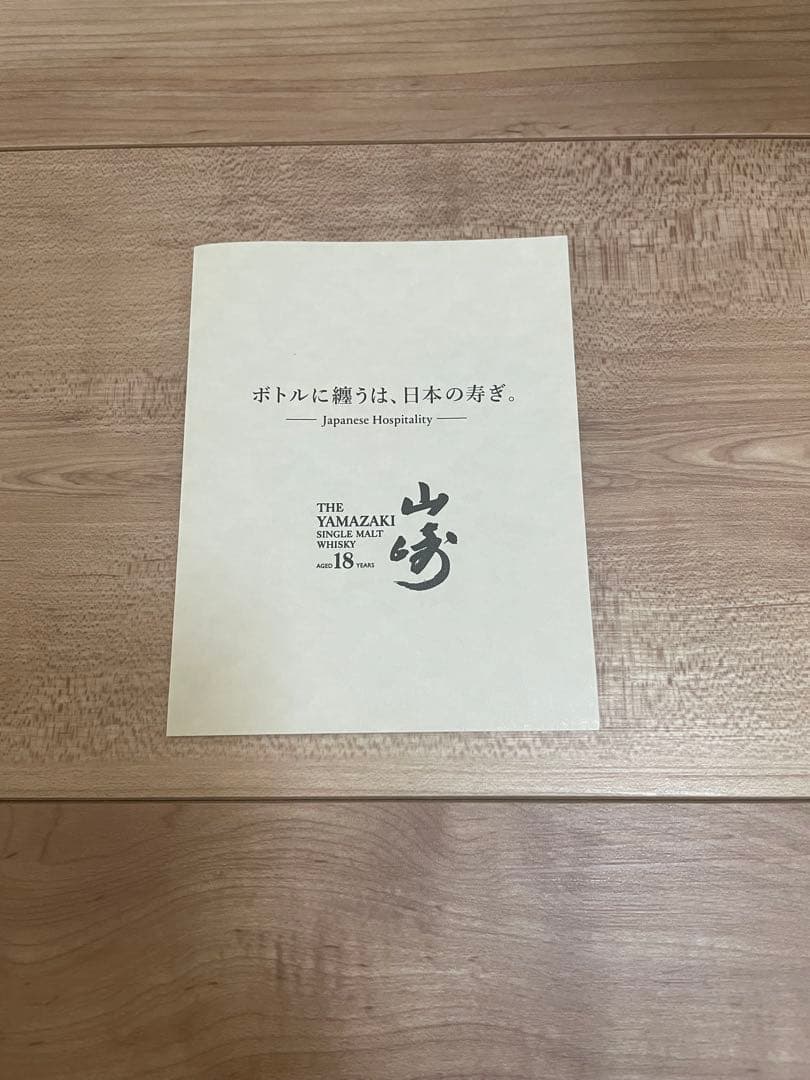 ボトルに纏うは、日本の寿ぎ。
Japanese Hospitality
THE
YAMAZAKI
SINGLE MALT
WHISKY
AGED 18 YEARS
山崎